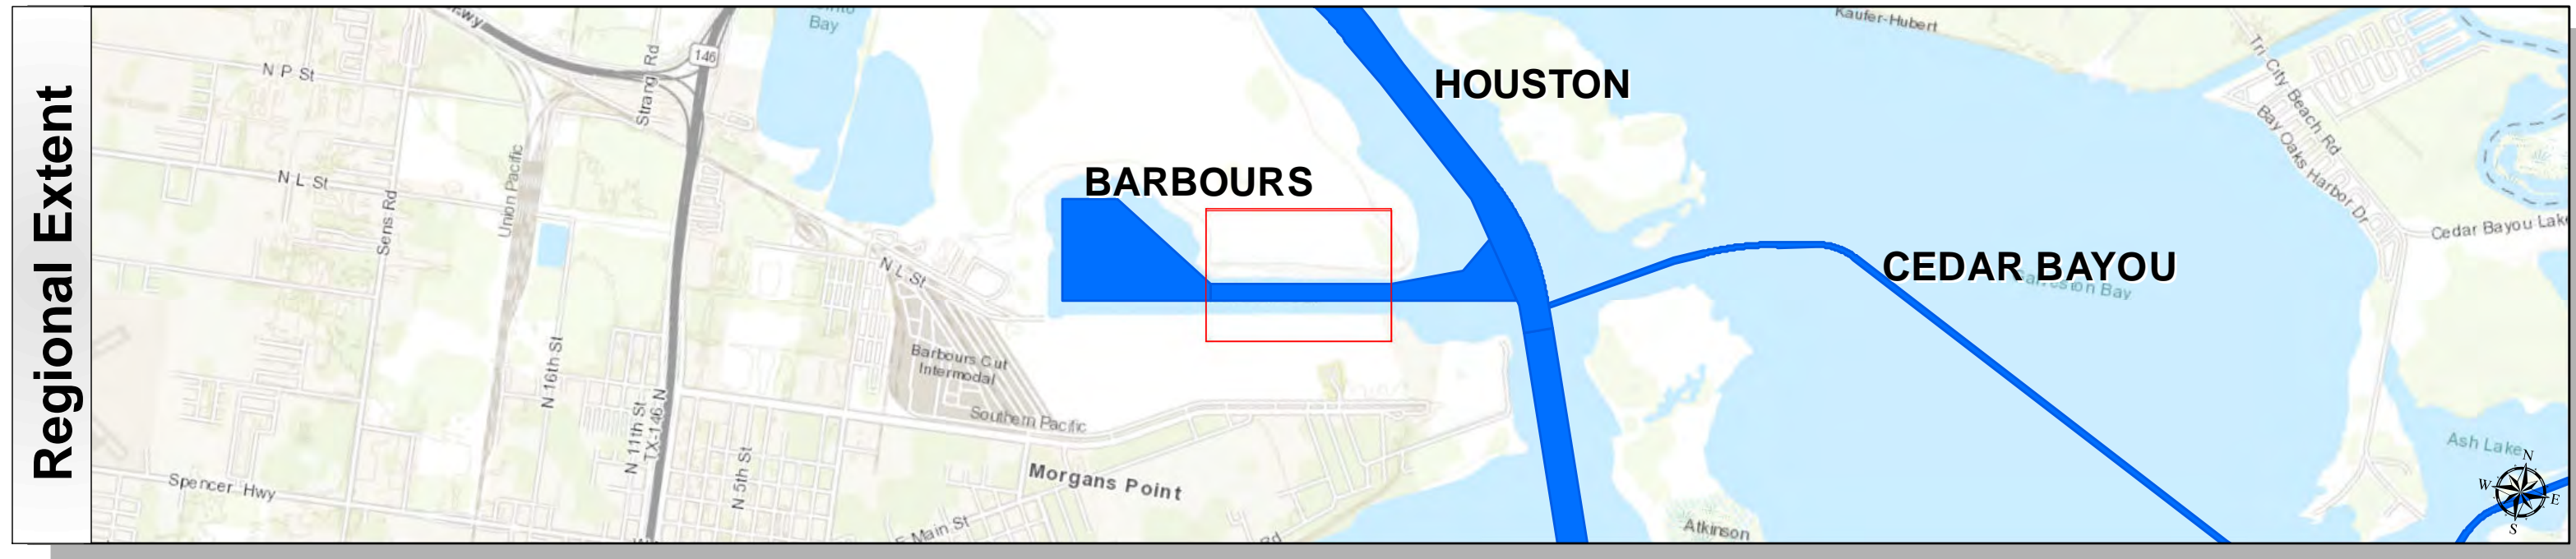 Regional Extent
146
Strang Rd
N P St
Union Pacific
N L St
Sens Rd
N 16th St
N 11th St
TX-146 N
N 5th St
Spencer Hwy
N L St
Barbours Cut
Intermodal
Southern Pacific
Morgans Point
E Main St
Rd
Bay
BARBOURS
HOUSTON
CEDAR BAYOU
Kaufer-Hubert
Tri City Beach Rd
Bay Oaks Harbor Dr
Cedar Bayou Lake
Ash Lake
Atkinson
N
W
E
S